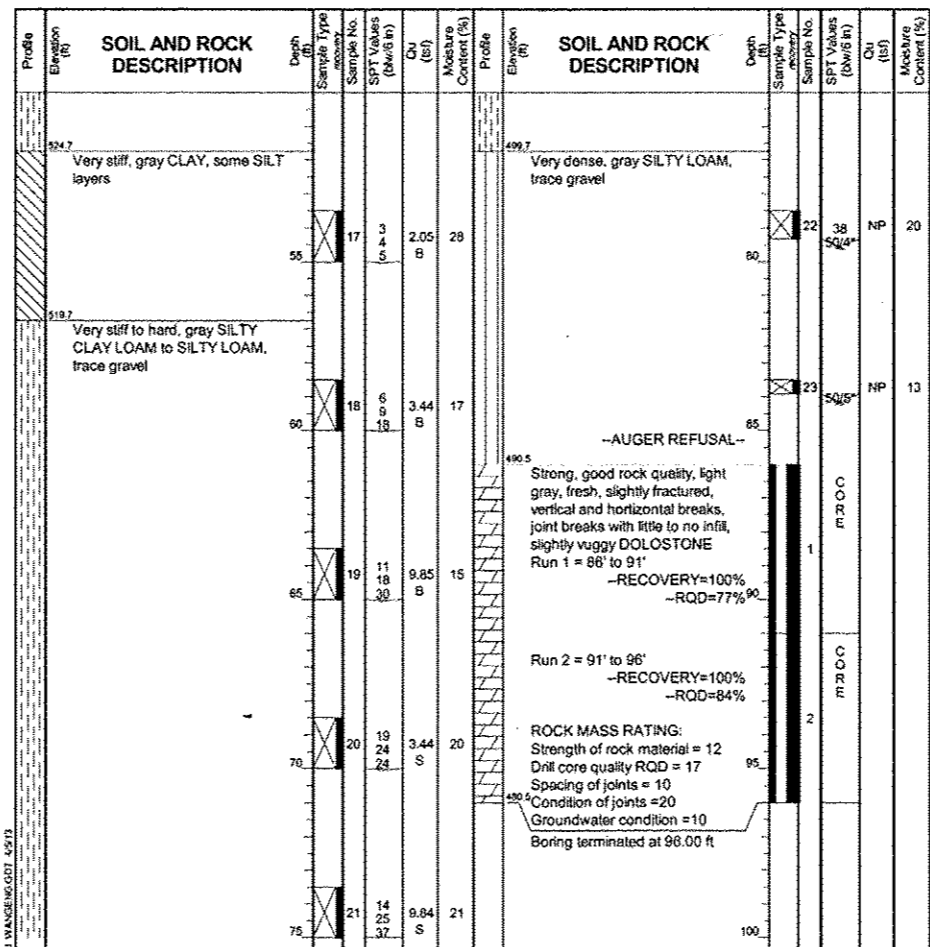 Profile
Elevation (ft)
SOIL AND ROCK DESCRIPTION
Depth (ft)
Sample Type
recovery
Sample No.
SPT Values (blw/6 in)
Qu (tsf)
Moisture Content (%)
Profile
Elevation (ft)
SOIL AND ROCK DESCRIPTION
Depth (ft)
Sample Type
recovery
Sample No.
SPT Values (blw/6 in)
Qu (tsf)
Moisture Content (%)
524.7
Very stiff, gray CLAY, some SILT
layers
17
3
4
5
2.05
B
28
55
519.7
Very stiff to hard, gray SILTY
CLAY LOAM to SILTY LOAM,
trace gravel
18
6
9
18
3.44
B
17
60
19
11
18
30
9.85
B
15
65
20
19
24
24
3.44
S
20
70
21
14
25
37
9.84
S
21
75
499.7
Very dense, gray SILTY LOAM,
trace gravel
22
38
50/4"
NP
20
80
23
50/5"
NP
13
85
--AUGER REFUSAL--
490.5
Strong, good rock quality, light
gray, fresh, slightly fractured,
vertical and hortizontal breaks,
joint breaks with little to no infill,
slightly vuggy DOLOSTONE
Run 1 = 86' to 91'
--RECOVERY=100%
--RQD=77%
90
1
CORE
Run 2 = 91' to 96'
--RECOVERY=100%
--RQD=84%
2
CORE
ROCK MASS RATING:
Strength of rock material = 12
Drill core quality RQD = 17
95
Spacing of joints = 10
480.5
Condition of joints =20
Groundwater condition =10
Boring terminated at 96.00 ft
100
WANGENG.GDT 4/5/13